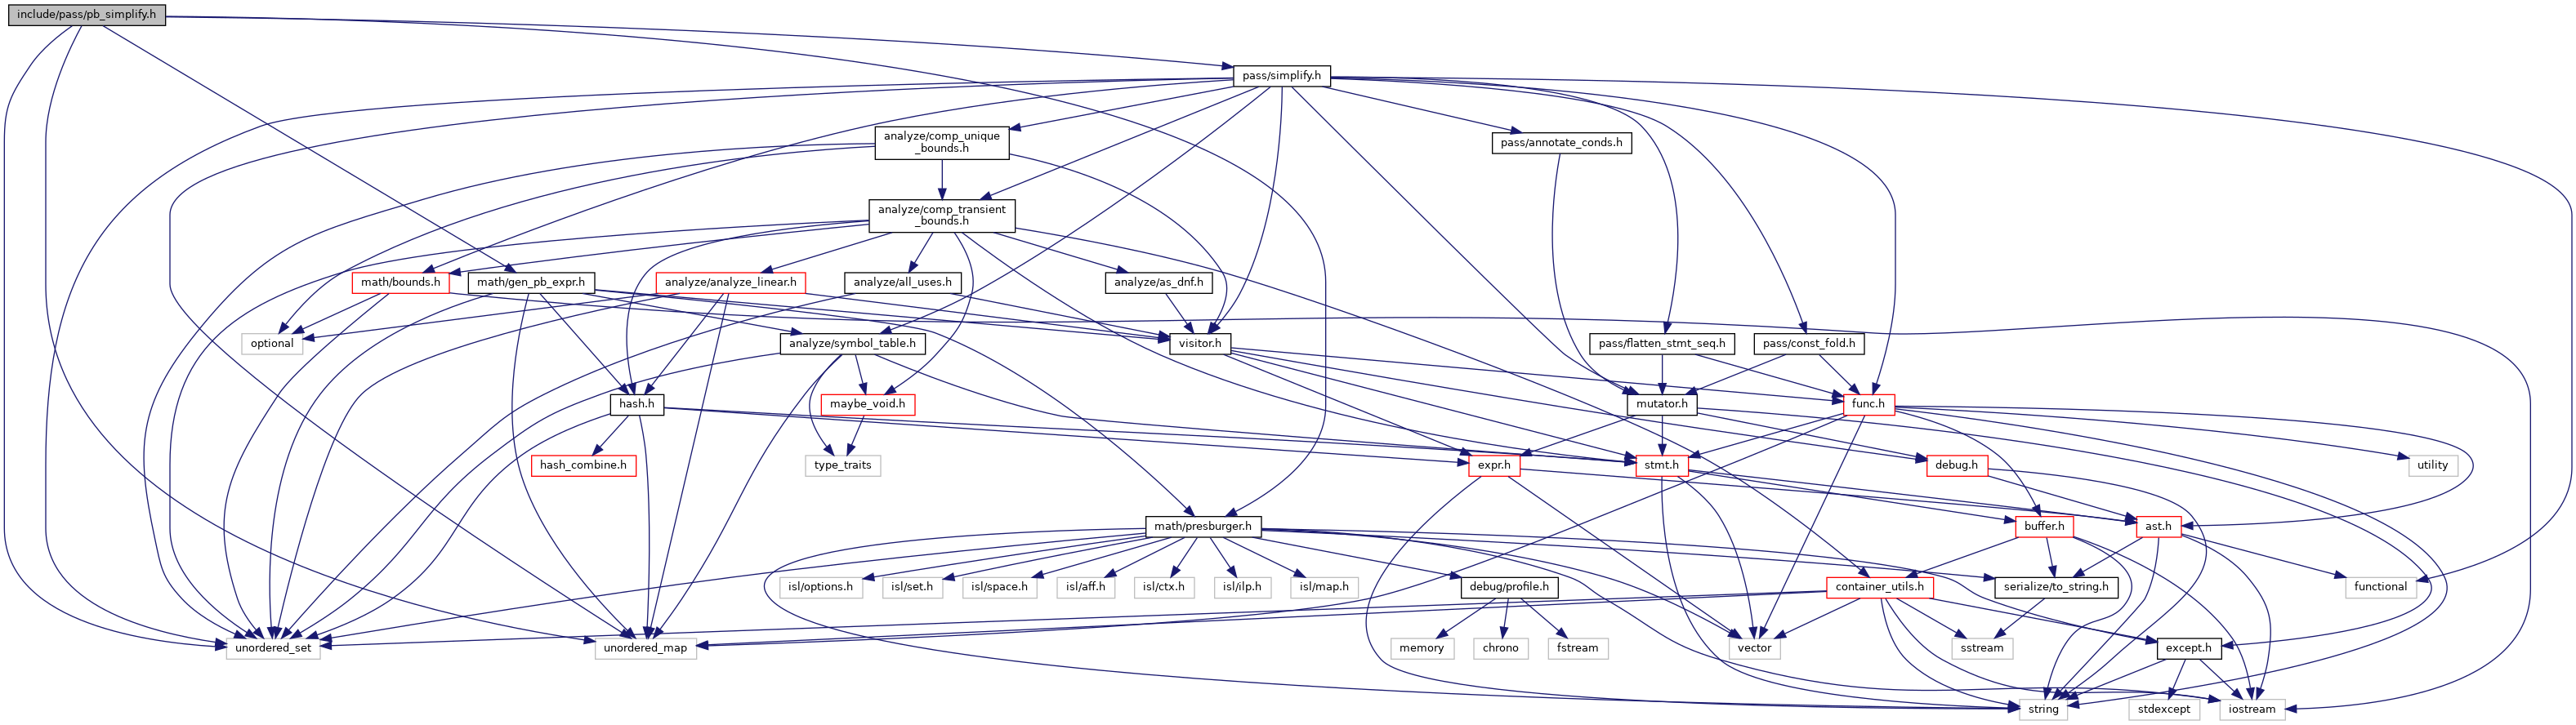 include/pass/pb_simplify.h
pass/simplify.h
analyze/comp_unique
_bounds.h
pass/annotate_conds.h
analyze/comp_transient
_bounds.h
math/bounds.h
math/gen_pb_expr.h
analyze/analyze_linear.h
analyze/all_uses.h
analyze/as_dnf.h
optional
analyze/symbol_table.h
visitor.h
pass/flatten_stmt_seq.h
pass/const_fold.h
hash.h
maybe_void.h
mutator.h
func.h
hash_combine.h
type_traits
expr.h
stmt.h
debug.h
utility
math/presburger.h
buffer.h
ast.h
isl/options.h
isl/set.h
isl/space.h
isl/aff.h
isl/ctx.h
isl/ilp.h
isl/map.h
debug/profile.h
container_utils.h
serialize/to_string.h
functional
unordered_set
unordered_map
memory
chrono
fstream
vector
sstream
except.h
string
stdexcept
iostream